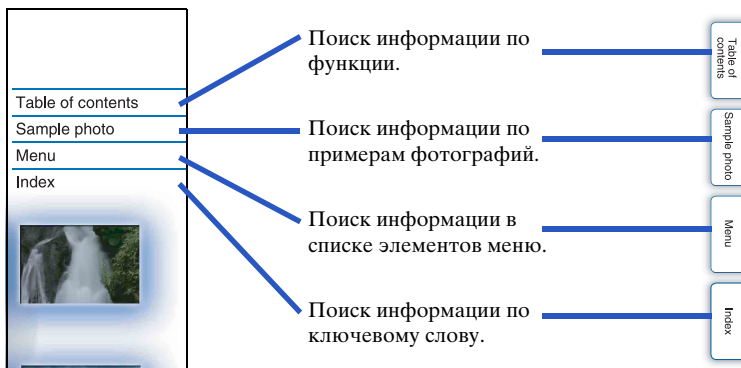 Table of contents
Sample photo
Menu
Index
Поиск информации по
функции.
Поиск информации по
примерам фотографий.
Поиск информации в
списке элементов меню.
Поиск информации по
ключевому слову.
Table of
contents
Sample photo
Menu
Index